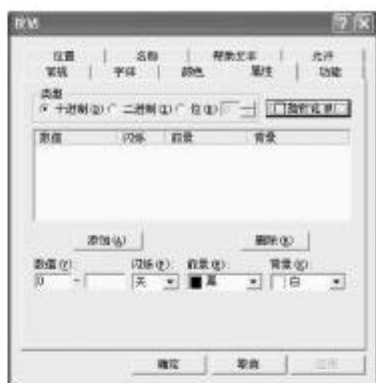 按钮
位置 名称 帮助文本 允许
常规 字体 颜色 属性 功能
类型
十进制(D) 二进制(I) 位(B) 0
数值 闪烁 前景 背景
添加(A) 删除(R)
数值(V): 闪烁(F): 前景(E): 背景(K):
0 ~ 关 黑 白
确定 取消 应用